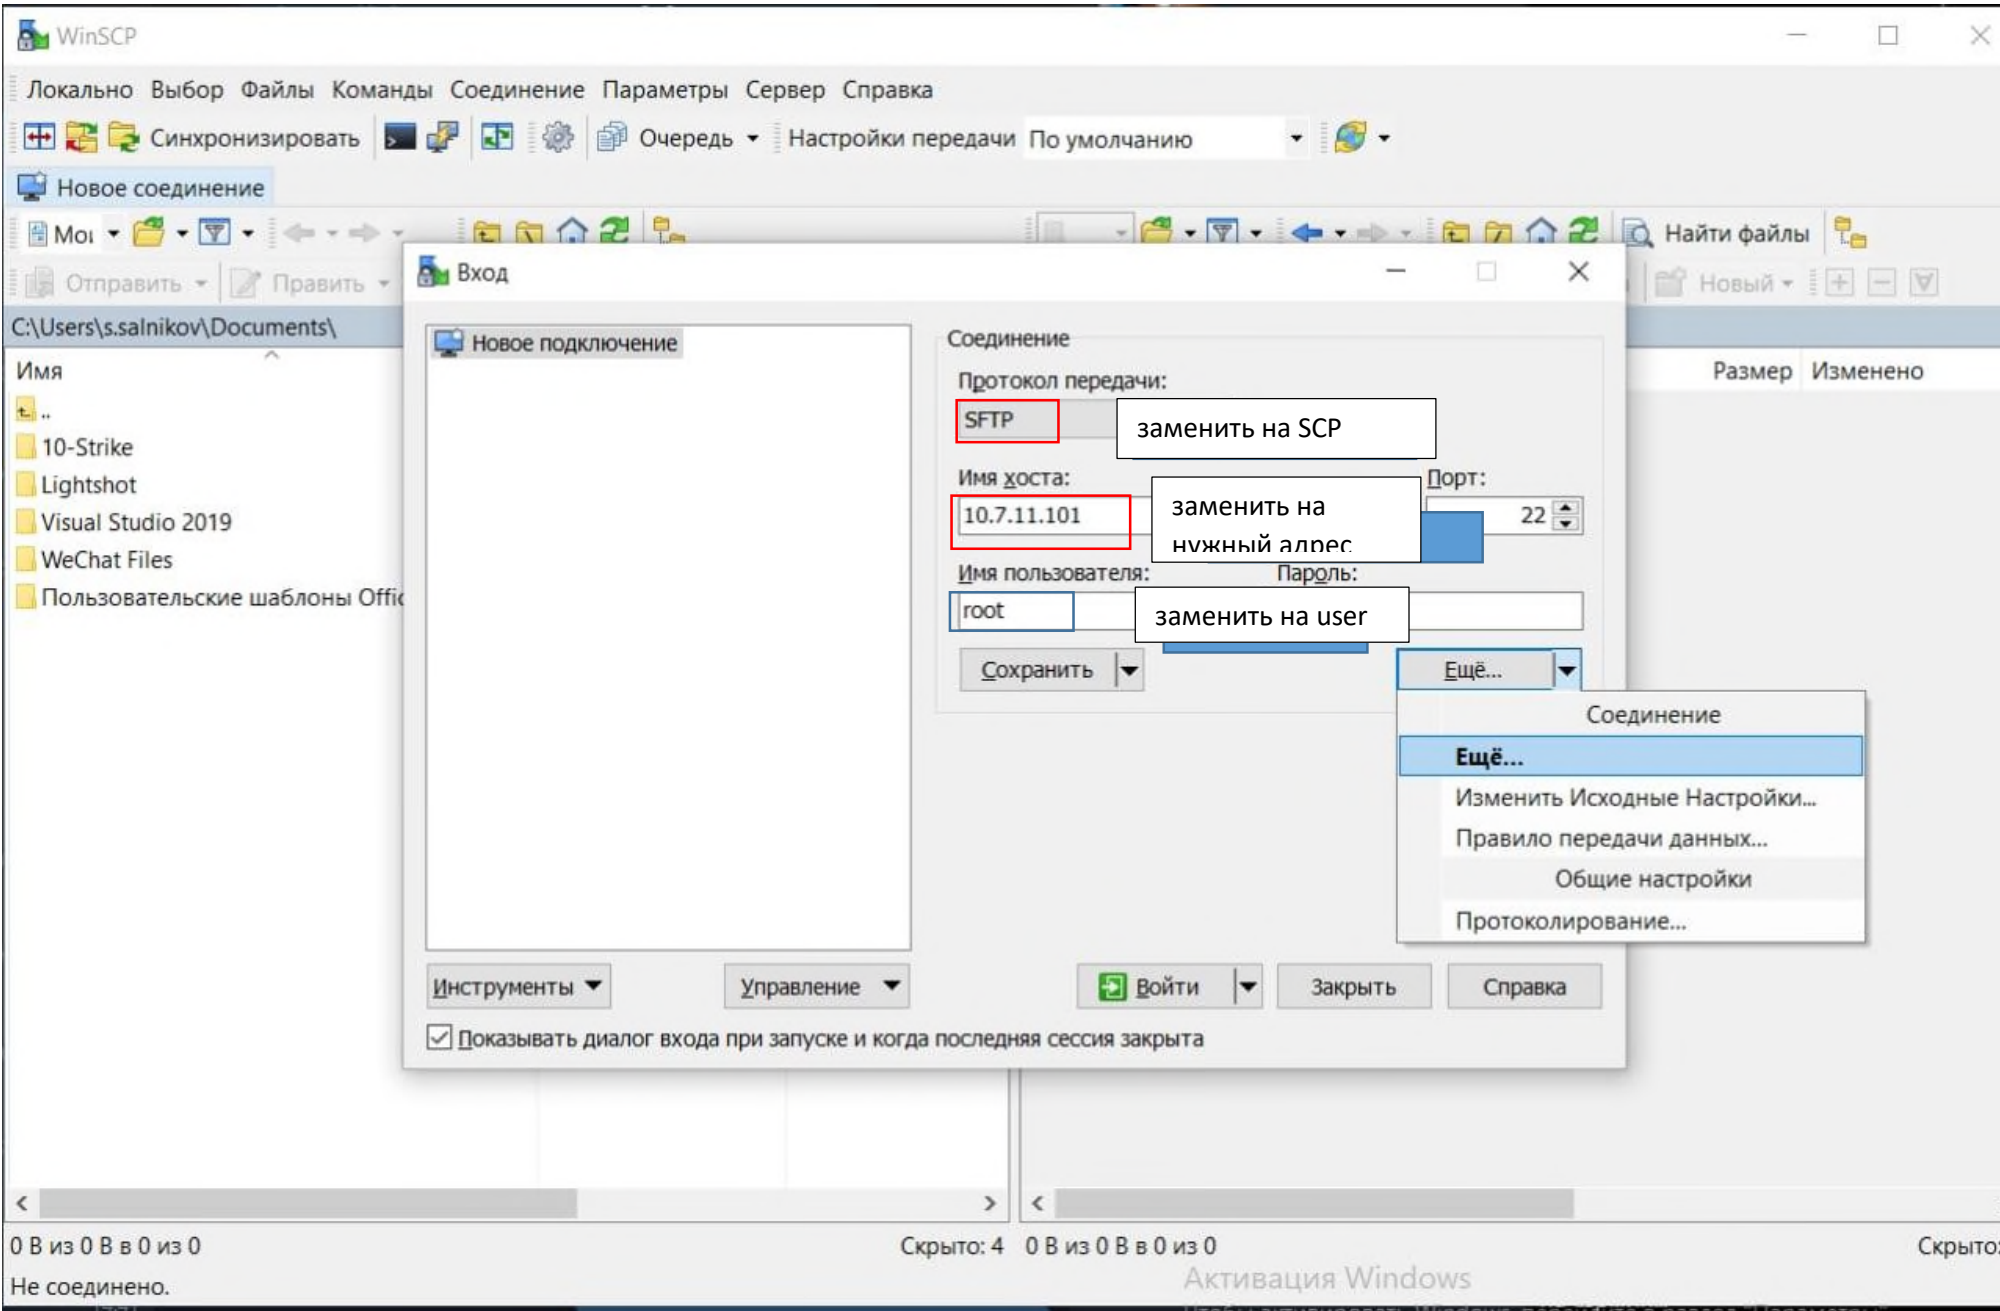 WinSCP
Локально Выбор Файлы Команды Соединение Параметры Сервер Справка
Синхронизировать Очередь Настройки передачи По умолчанию
Новое соединение
Мои Найти файлы
Отправить Править Новый
C:\Users\s.salnikov\Documents\
Имя Размер Изменено
..
10-Strike
Lightshot
Visual Studio 2019
WeChat Files
Пользовательские шаблоны Offic
Вход
Новое подключение
Соединение
Протокол передачи:
SFTP
заменить на SCP
Имя хоста: Порт:
10.7.11.101 22
заменить на
нужный адрес
Имя пользователя: Пароль:
root
заменить на user
Сохранить Ещё...
Соединение
Ещё...
Изменить Исходные Настройки...
Правило передачи данных...
Общие настройки
Протоколирование...
Инструменты Управление Войти Закрыть Справка
Показывать диалог входа при запуске и когда последняя сессия закрыта
0 B из 0 B в 0 из 0 Скрыто: 4 0 B из 0 B в 0 из 0 Скрыто:
Не соединено.
Активация Windows